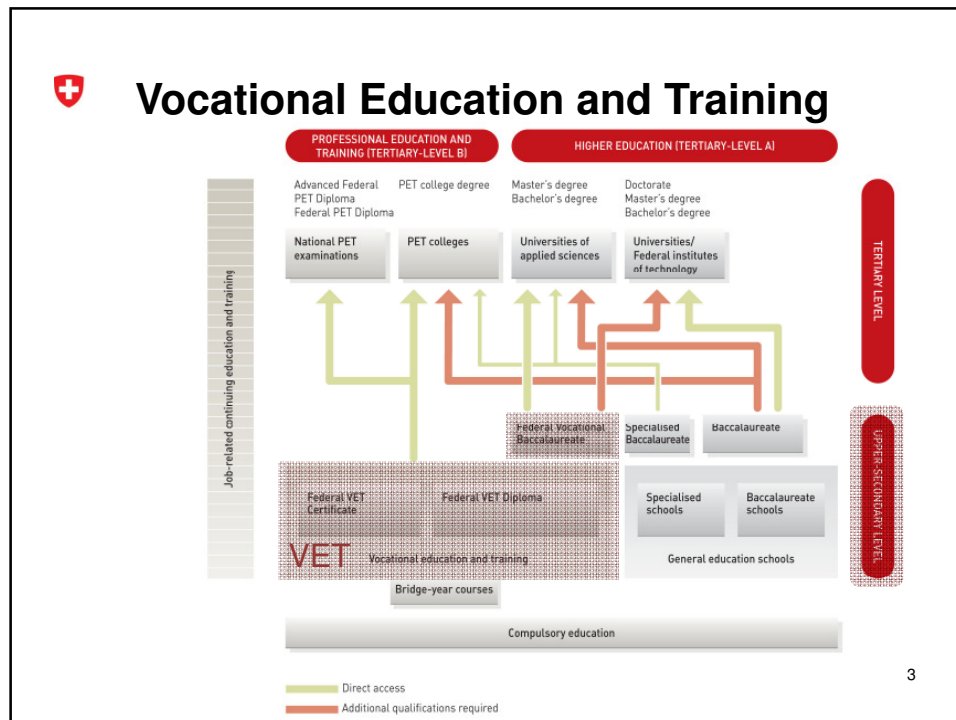 Vocational Education and Training
PROFESSIONAL EDUCATION AND
TRAINING (TERTIARY-LEVEL B)
HIGHER EDUCATION (TERTIARY-LEVEL A)
Advanced Federal
PET Diploma
Federal PET Diploma
PET college degree
Master's degree
Bachelor's degree
Doctorate
Master's degree
Bachelor's degree
National PET
examinations
PET colleges
Universities of
applied sciences
Universities/
Federal institutes
of technology
TERTIARY LEVEL
Job-related continuing education and training
Federal Vocational
Baccalaureate
Specialised
Baccalaureate
Baccalaureate
UPPER-SECONDARY LEVEL
Federal VET
Certificate
Federal VET Diploma
Specialised
schools
Baccalaureate
schools
VET
Vocational education and training
General education schools
Bridge-year courses
Compulsory education
3
Direct access
Additional qualifications required